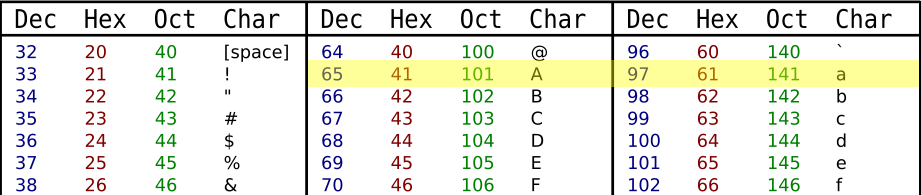 Dec Hex Oct Char Dec Hex Oct Char Dec Hex Oct Char
32 20 40 [space] 64 40 100 @ 96 60 140 `
33 21 41 ! 65 41 101 A 97 61 141 a
34 22 42 " 66 42 102 B 98 62 142 b
35 23 43 # 67 43 103 C 99 63 143 c
36 24 44 $ 68 44 104 D 100 64 144 d
37 25 45 % 69 45 105 E 101 65 145 e
38 26 46 & 70 46 106 F 102 66 146 f